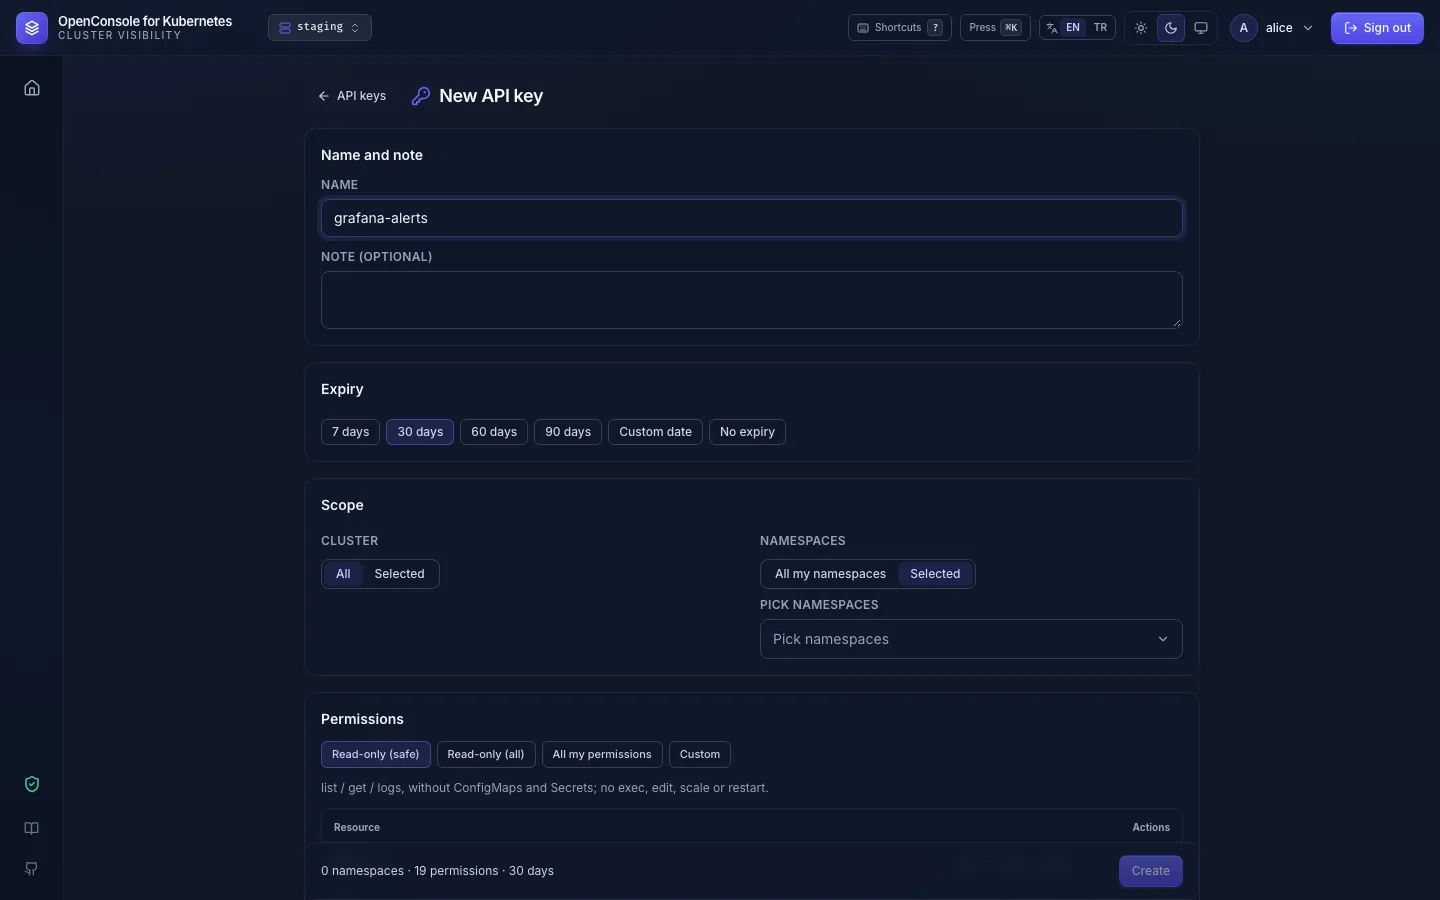 OpenConsole for Kubernetes
CLUSTER VISIBILITY
staging
Shortcuts ?
Press ⌘K
EN TR
A alice
Sign out
API keys
New API key
Name and note
NAME
grafana-alerts
NOTE (OPTIONAL)
Expiry
7 days 30 days 60 days 90 days Custom date No expiry
Scope
CLUSTER
All Selected
NAMESPACES
All my namespaces Selected
PICK NAMESPACES
Pick namespaces
Permissions
Read-only (safe) Read-only (all) All my permissions Custom
list / get / logs, without ConfigMaps and Secrets; no exec, edit, scale or restart.
Resource Actions
0 namespaces · 19 permissions · 30 days
Create